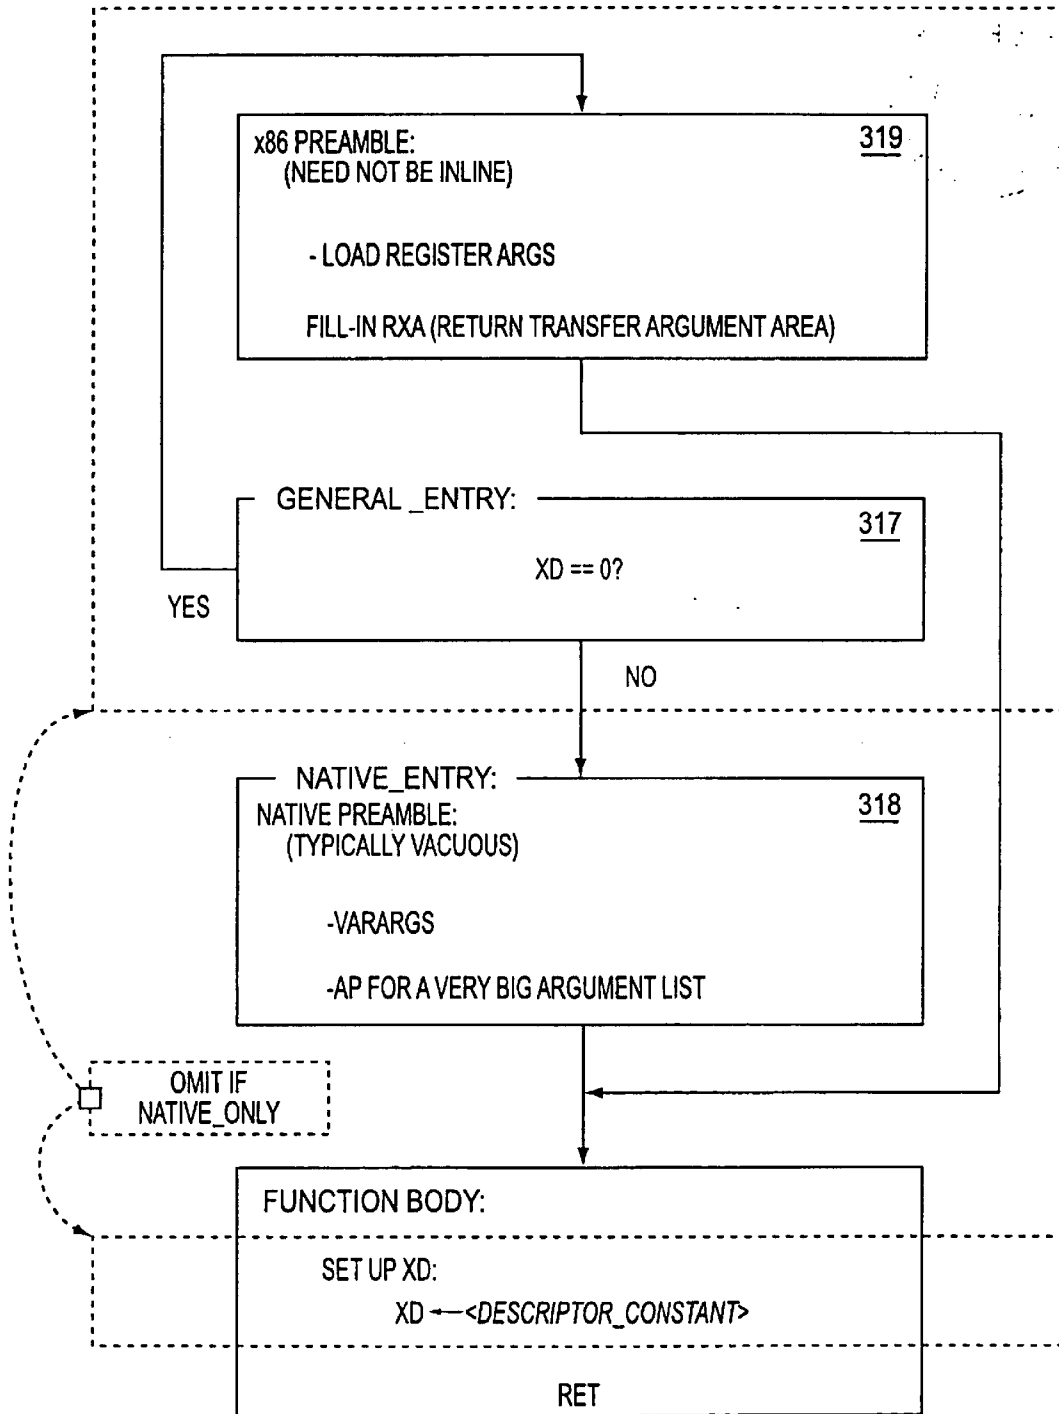 x86 PREAMBLE:
319
(NEED NOT BE INLINE)
- LOAD REGISTER ARGS
FILL-IN RXA (RETURN TRANSFER ARGUMENT AREA)
GENERAL _ENTRY:
317
XD == 0?
YES
NO
NATIVE_ENTRY:
318
NATIVE PREAMBLE:
(TYPICALLY VACUOUS)
-VARARGS
-AP FOR A VERY BIG ARGUMENT LIST
OMIT IF
NATIVE_ONLY
FUNCTION BODY:
SET UP XD:
XD ←<DESCRIPTOR_CONSTANT>
RET